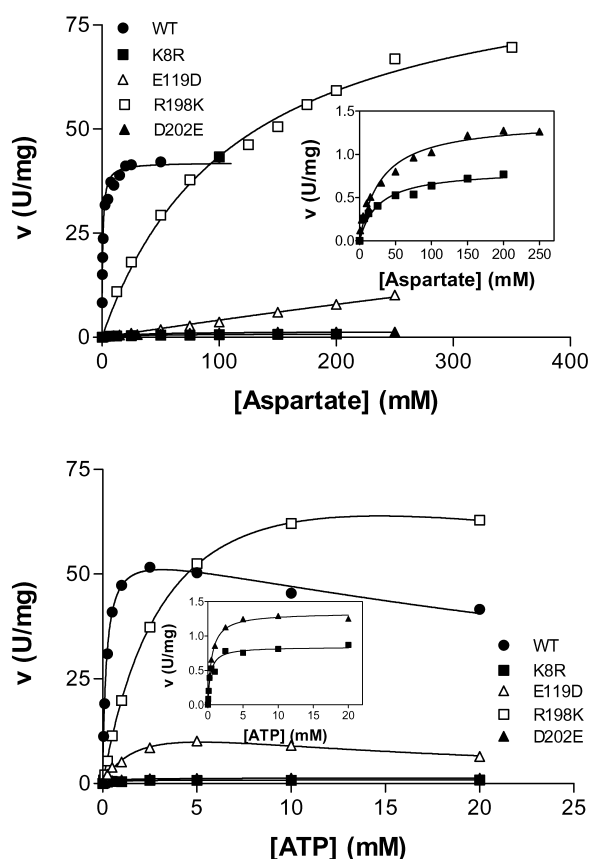 75
50
25
0
v (U/mg)
WT
K8R
E119D
R198K
D202E
1.5
1.0
0.5
0.0
v (U/mg)
0 50 100 150 200 250
[Aspartate] (mM)
0 100 200 300 400
[Aspartate] (mM)
75
50
25
0
v (U/mg)
1.5
1.0
0.5
0.0
v (U/mg)
0 5 10 15 20
[ATP] (mM)
WT
K8R
E119D
R198K
D202E
0 5 10 15 20 25
[ATP] (mM)